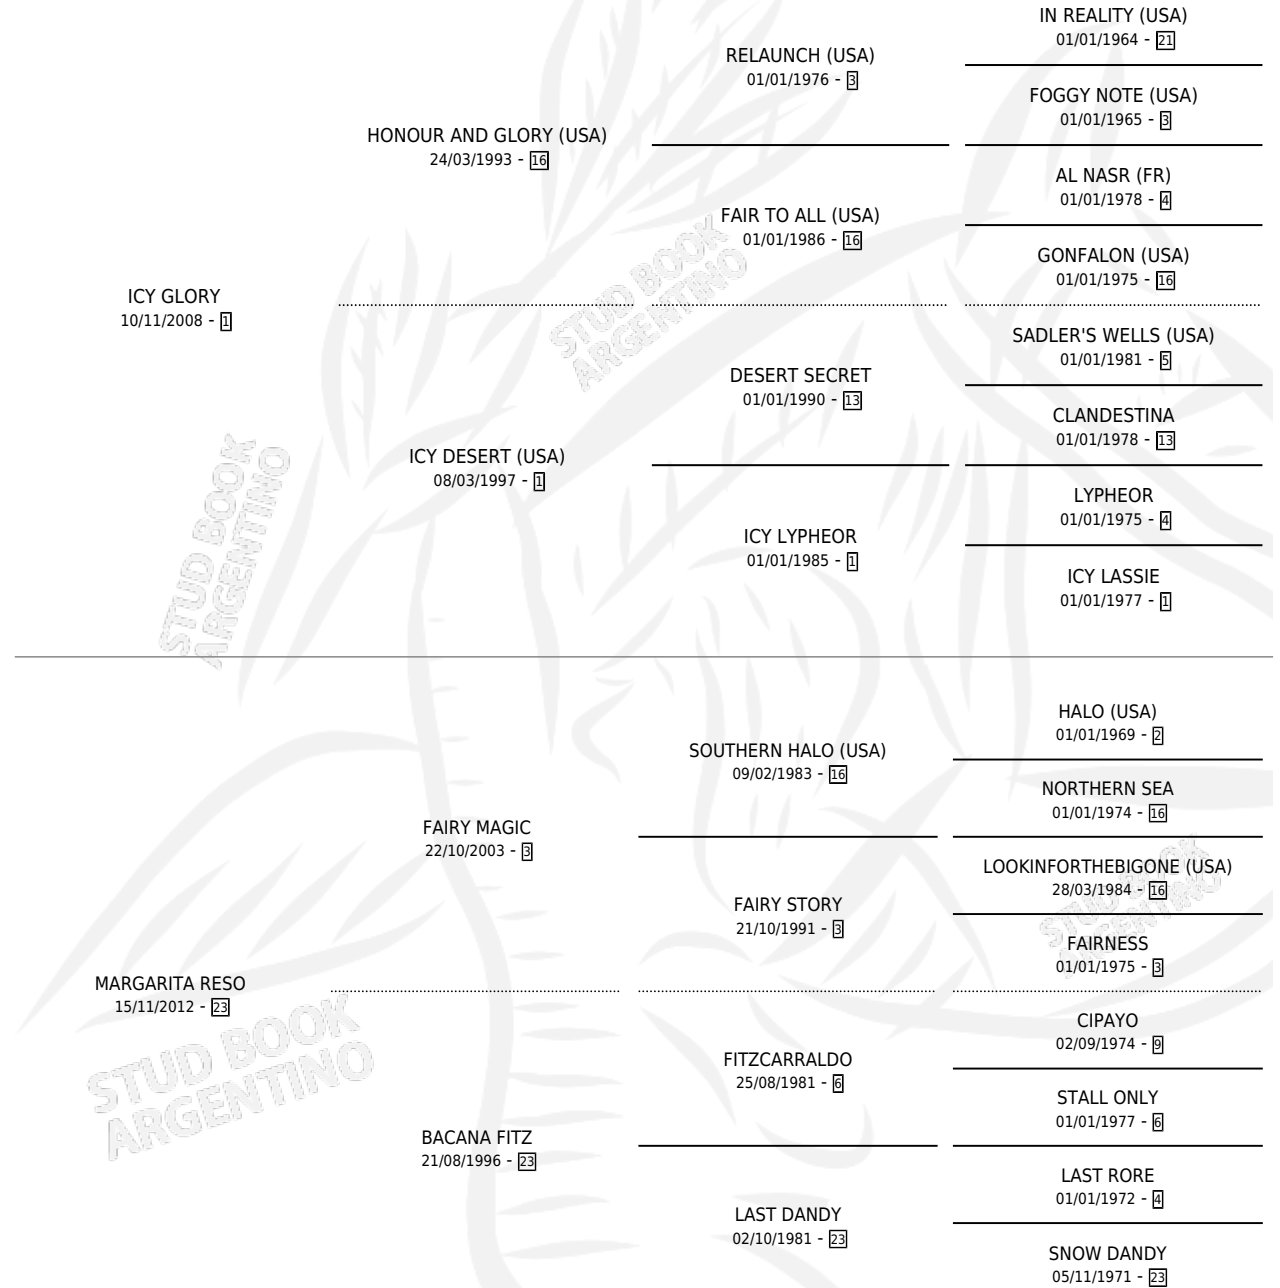 IN REALITY (USA)
01/01/1964 - 21
RELAUNCH (USA)
01/01/1976 - 3
FOGGY NOTE (USA)
01/01/1965 - 3
HONOUR AND GLORY (USA)
24/03/1993 - 16
AL NASR (FR)
01/01/1978 - 4
FAIR TO ALL (USA)
01/01/1986 - 16
GONFALON (USA)
01/01/1975 - 16
ICY GLORY
10/11/2008 - 1
SADLER'S WELLS (USA)
01/01/1981 - 5
DESERT SECRET
01/01/1990 - 13
CLANDESTINA
01/01/1978 - 13
ICY DESERT (USA)
08/03/1997 - 1
LYPHEOR
01/01/1975 - 4
ICY LYPHEOR
01/01/1985 - 1
ICY LASSIE
01/01/1977 - 1
HALO (USA)
01/01/1969 - 2
SOUTHERN HALO (USA)
09/02/1983 - 16
NORTHERN SEA
01/01/1974 - 16
FAIRY MAGIC
22/10/2003 - 3
LOOKINFORTHEBIGONE (USA)
28/03/1984 - 16
FAIRY STORY
21/10/1991 - 3
FAIRNESS
01/01/1975 - 3
MARGARITA RESO
15/11/2012 - 23
CIPAYO
02/09/1974 - 9
FITZCARRALDO
25/08/1981 - 6
STALL ONLY
01/01/1977 - 6
BACANA FITZ
21/08/1996 - 23
LAST RORE
01/01/1972 - 4
LAST DANDY
02/10/1981 - 23
SNOW DANDY
05/11/1971 - 23
STUD BOOK
ARGENTINO
STUD BOOK
ARGENTINO
STUD BOOK
ARGENTINO
STUD BOOK
ARGENTINO